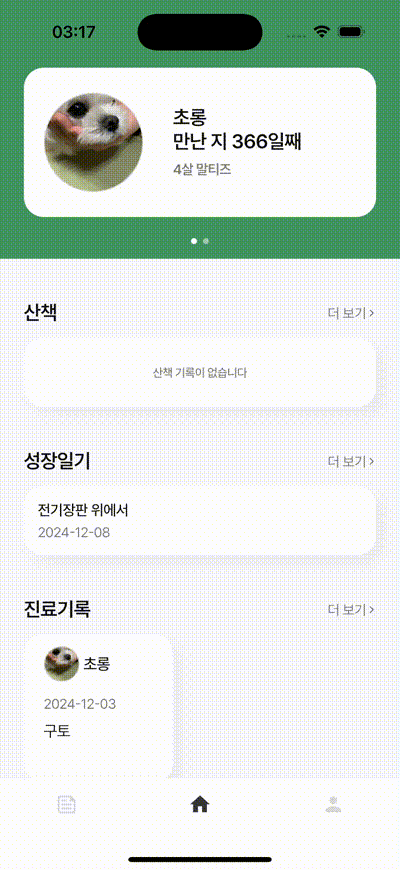 03:17
초롱
만난 지 366일째
4살 말티즈
산책
더 보기 >
산책 기록이 없습니다
성장일기
더 보기 >
전기장판 위에서
2024-12-08
진료기록
더 보기 >
초롱
2024-12-03
구토